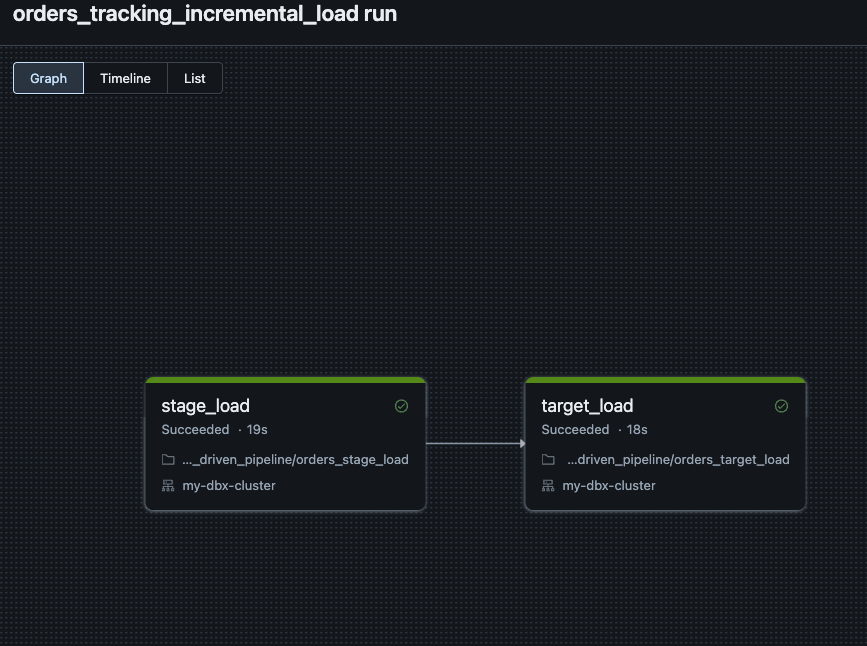 orders_tracking_incremental_load run
Graph Timeline List
stage_load
Succeeded · 19s
..._driven_pipeline/orders_stage_load
my-dbx-cluster
target_load
Succeeded · 18s
...driven_pipeline/orders_target_load
my-dbx-cluster